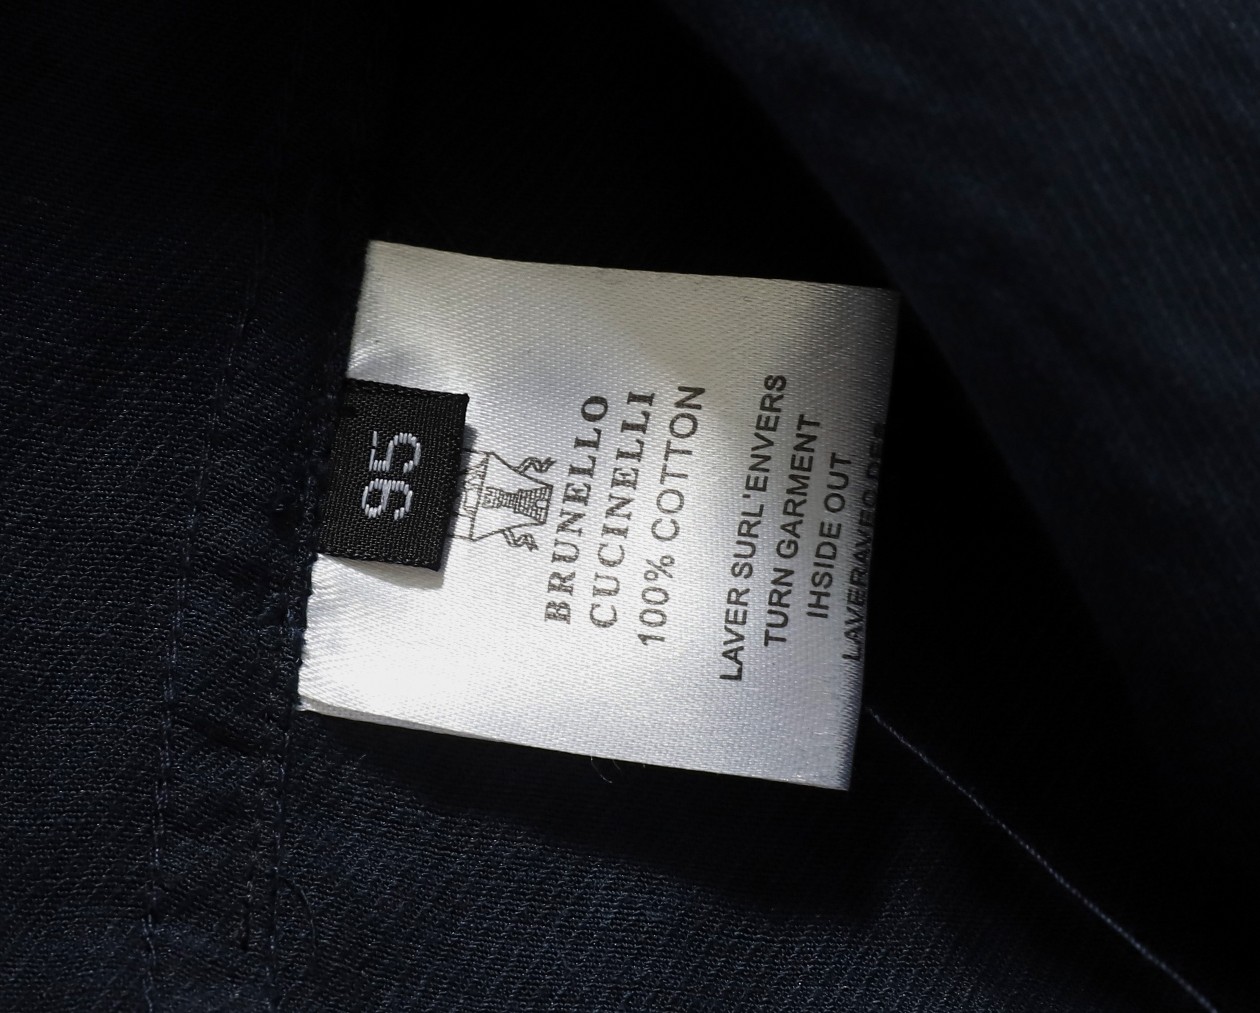 95
BRUNELLO
CUCINELLI
100% COTTON
LAVER SURL'ENVERS
TURN GARMENT
IHSIDE OUT